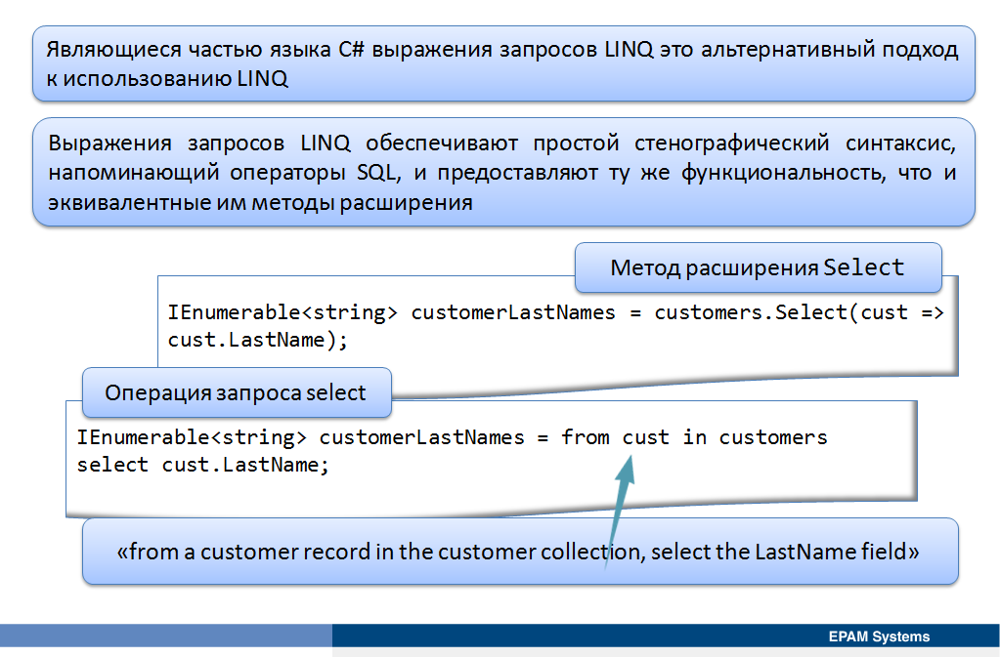 Являющиеся частью языка C# выражения запросов LINQ это альтернативный подход
к использованию LINQ
Выражения запросов LINQ обеспечивают простой стенографический синтаксис,
напоминающий операторы SQL, и предоставляют ту же функциональность, что и
эквивалентные им методы расширения
Метод расширения Select
IEnumerable<string> customerLastNames = customers.Select(cust =>
cust.LastName);
Операция запроса select
IEnumerable<string> customerLastNames = from cust in customers
select cust.LastName;
«from a customer record in the customer collection, select the LastName field»
EPAM Systems